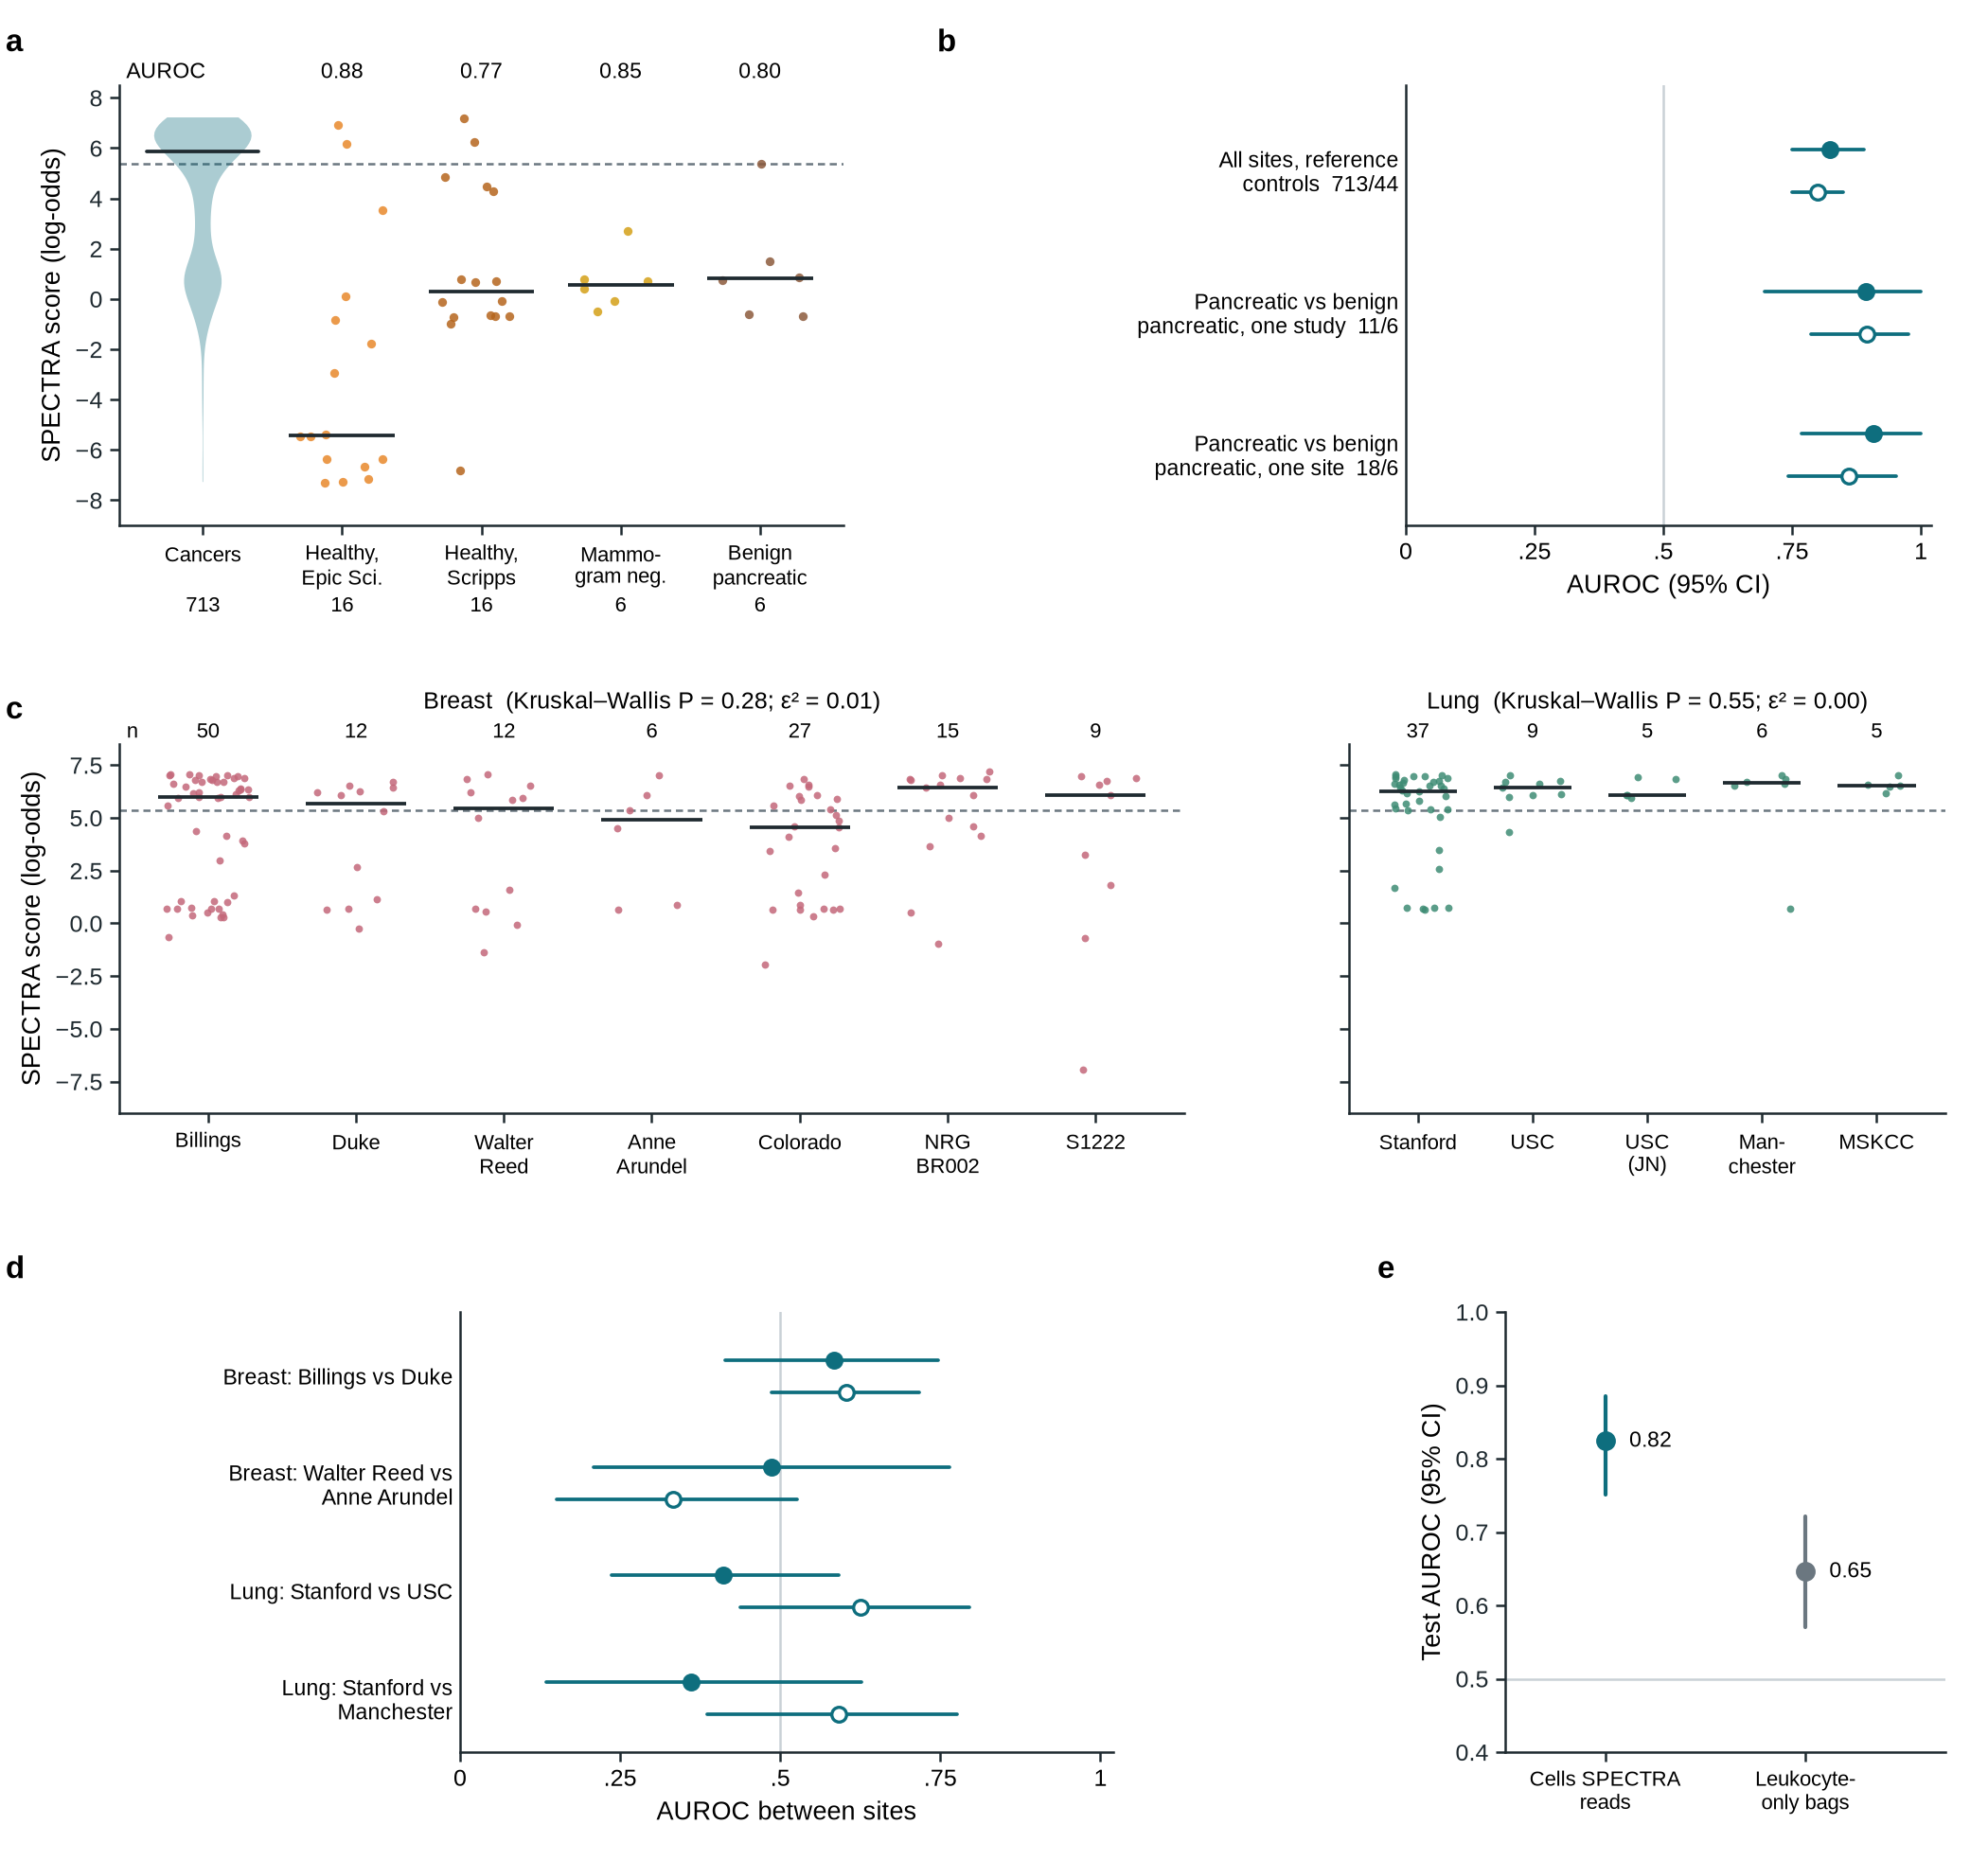 a
AUROC 0.88 0.77 0.85 0.80
8
6
4
2
0
−2
−4
−6
−8
SPECTRA score (log-odds)
Cancers
713
Healthy,
Epic Sci.
16
Healthy,
Scripps
16
Mammo-
gram neg.
6
Benign
pancreatic
6
b
All sites, reference
controls 713/44
Pancreatic vs benign
pancreatic, one study 11/6
Pancreatic vs benign
pancreatic, one site 18/6
0 .25 .5 .75 1
AUROC (95% CI)
c
Breast (Kruskal–Wallis P = 0.28; ε² = 0.01)
n 50 12 12 6 27 15 9
7.5
5.0
2.5
0.0
−2.5
−5.0
−7.5
SPECTRA score (log-odds)
Billings
Duke
Walter
Reed
Anne
Arundel
Colorado
NRG
BR002
S1222
Lung (Kruskal–Wallis P = 0.55; ε² = 0.00)
37 9 5 6 5
Stanford
USC
USC
(JN)
Man-
chester
MSKCC
d
Breast: Billings vs Duke
Breast: Walter Reed vs
Anne Arundel
Lung: Stanford vs USC
Lung: Stanford vs
Manchester
0 .25 .5 .75 1
AUROC between sites
e
1.0
0.9
0.8
0.7
0.6
0.5
0.4
Test AUROC (95% CI)
0.82
0.65
Cells SPECTRA
reads
Leukocyte-
only bags